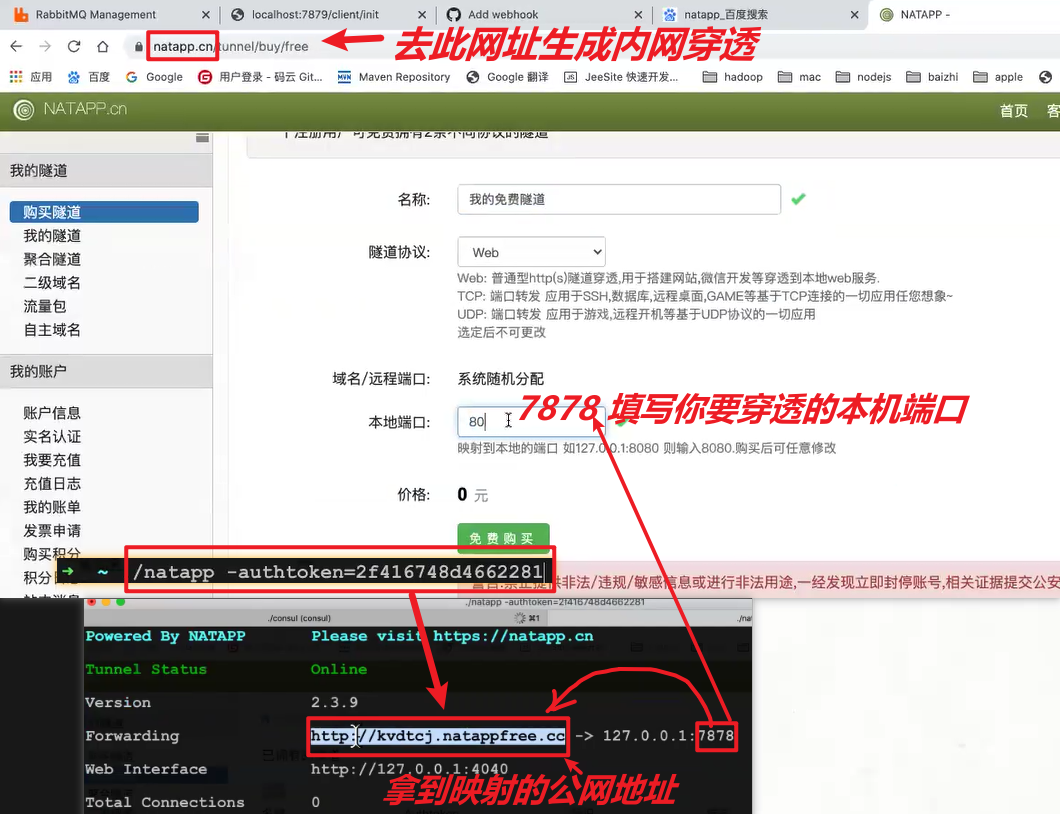 RabbitMQ Management
localhost:7879/client/init
Add webhook
natapp_百度搜索
NATAPP -
natapp.cn/tunnel/buy/free
去此网址生成内网穿透
应用
百度
Google
用户登录 - 码云 Git...
Maven Repository
Google 翻译
JeeSite 快速开发...
hadoop
mac
nodejs
baizhi
apple
NATAPP.cn
首页
客
个注册用户可免费拥有2条不同协议的隧道
我的隧道
购买隧道
我的隧道
聚合隧道
二级域名
流量包
自主域名
我的账户
账户信息
实名认证
我要充值
充值日志
我的账单
发票申请
购买积分
名称:
我的免费隧道
隧道协议:
Web
Web: 普通型http(s)隧道穿透,用于搭建网站,微信开发等穿透到本地web服务.
TCP: 端口转发 应用于SSH,数据库,远程桌面,GAME等基于TCP连接的一切应用任您想象~
UDP: 端口转发 应用于游戏,远程开机等基于UDP协议的一切应用
选定后不可更改
域名/远程端口:
系统随机分配
本地端口:
80
7878 填写你要穿透的本机端口
映射到本地的端口 如127.0.0.1:8080 则输入8080.购买后可任意修改
价格:
0 元
免费购买
非法/违规/敏感信息或进行非法用途,一经发现立即封停账号,相关证据提交公安
➜ ~ /natapp -authtoken=2f416748d4662281
./natapp -authtoken=2f416748d4662281
./consul (consul)
⌘1
./nat
Powered By NATAPP Please visit https://natapp.cn
Tunnel Status Online
Version 2.3.9
Forwarding http://kvdtcj.natappfree.cc -> 127.0.0.1:7878
Web Interface http://127.0.0.1:4040
拿到映射的公网地址
Total Connections 0